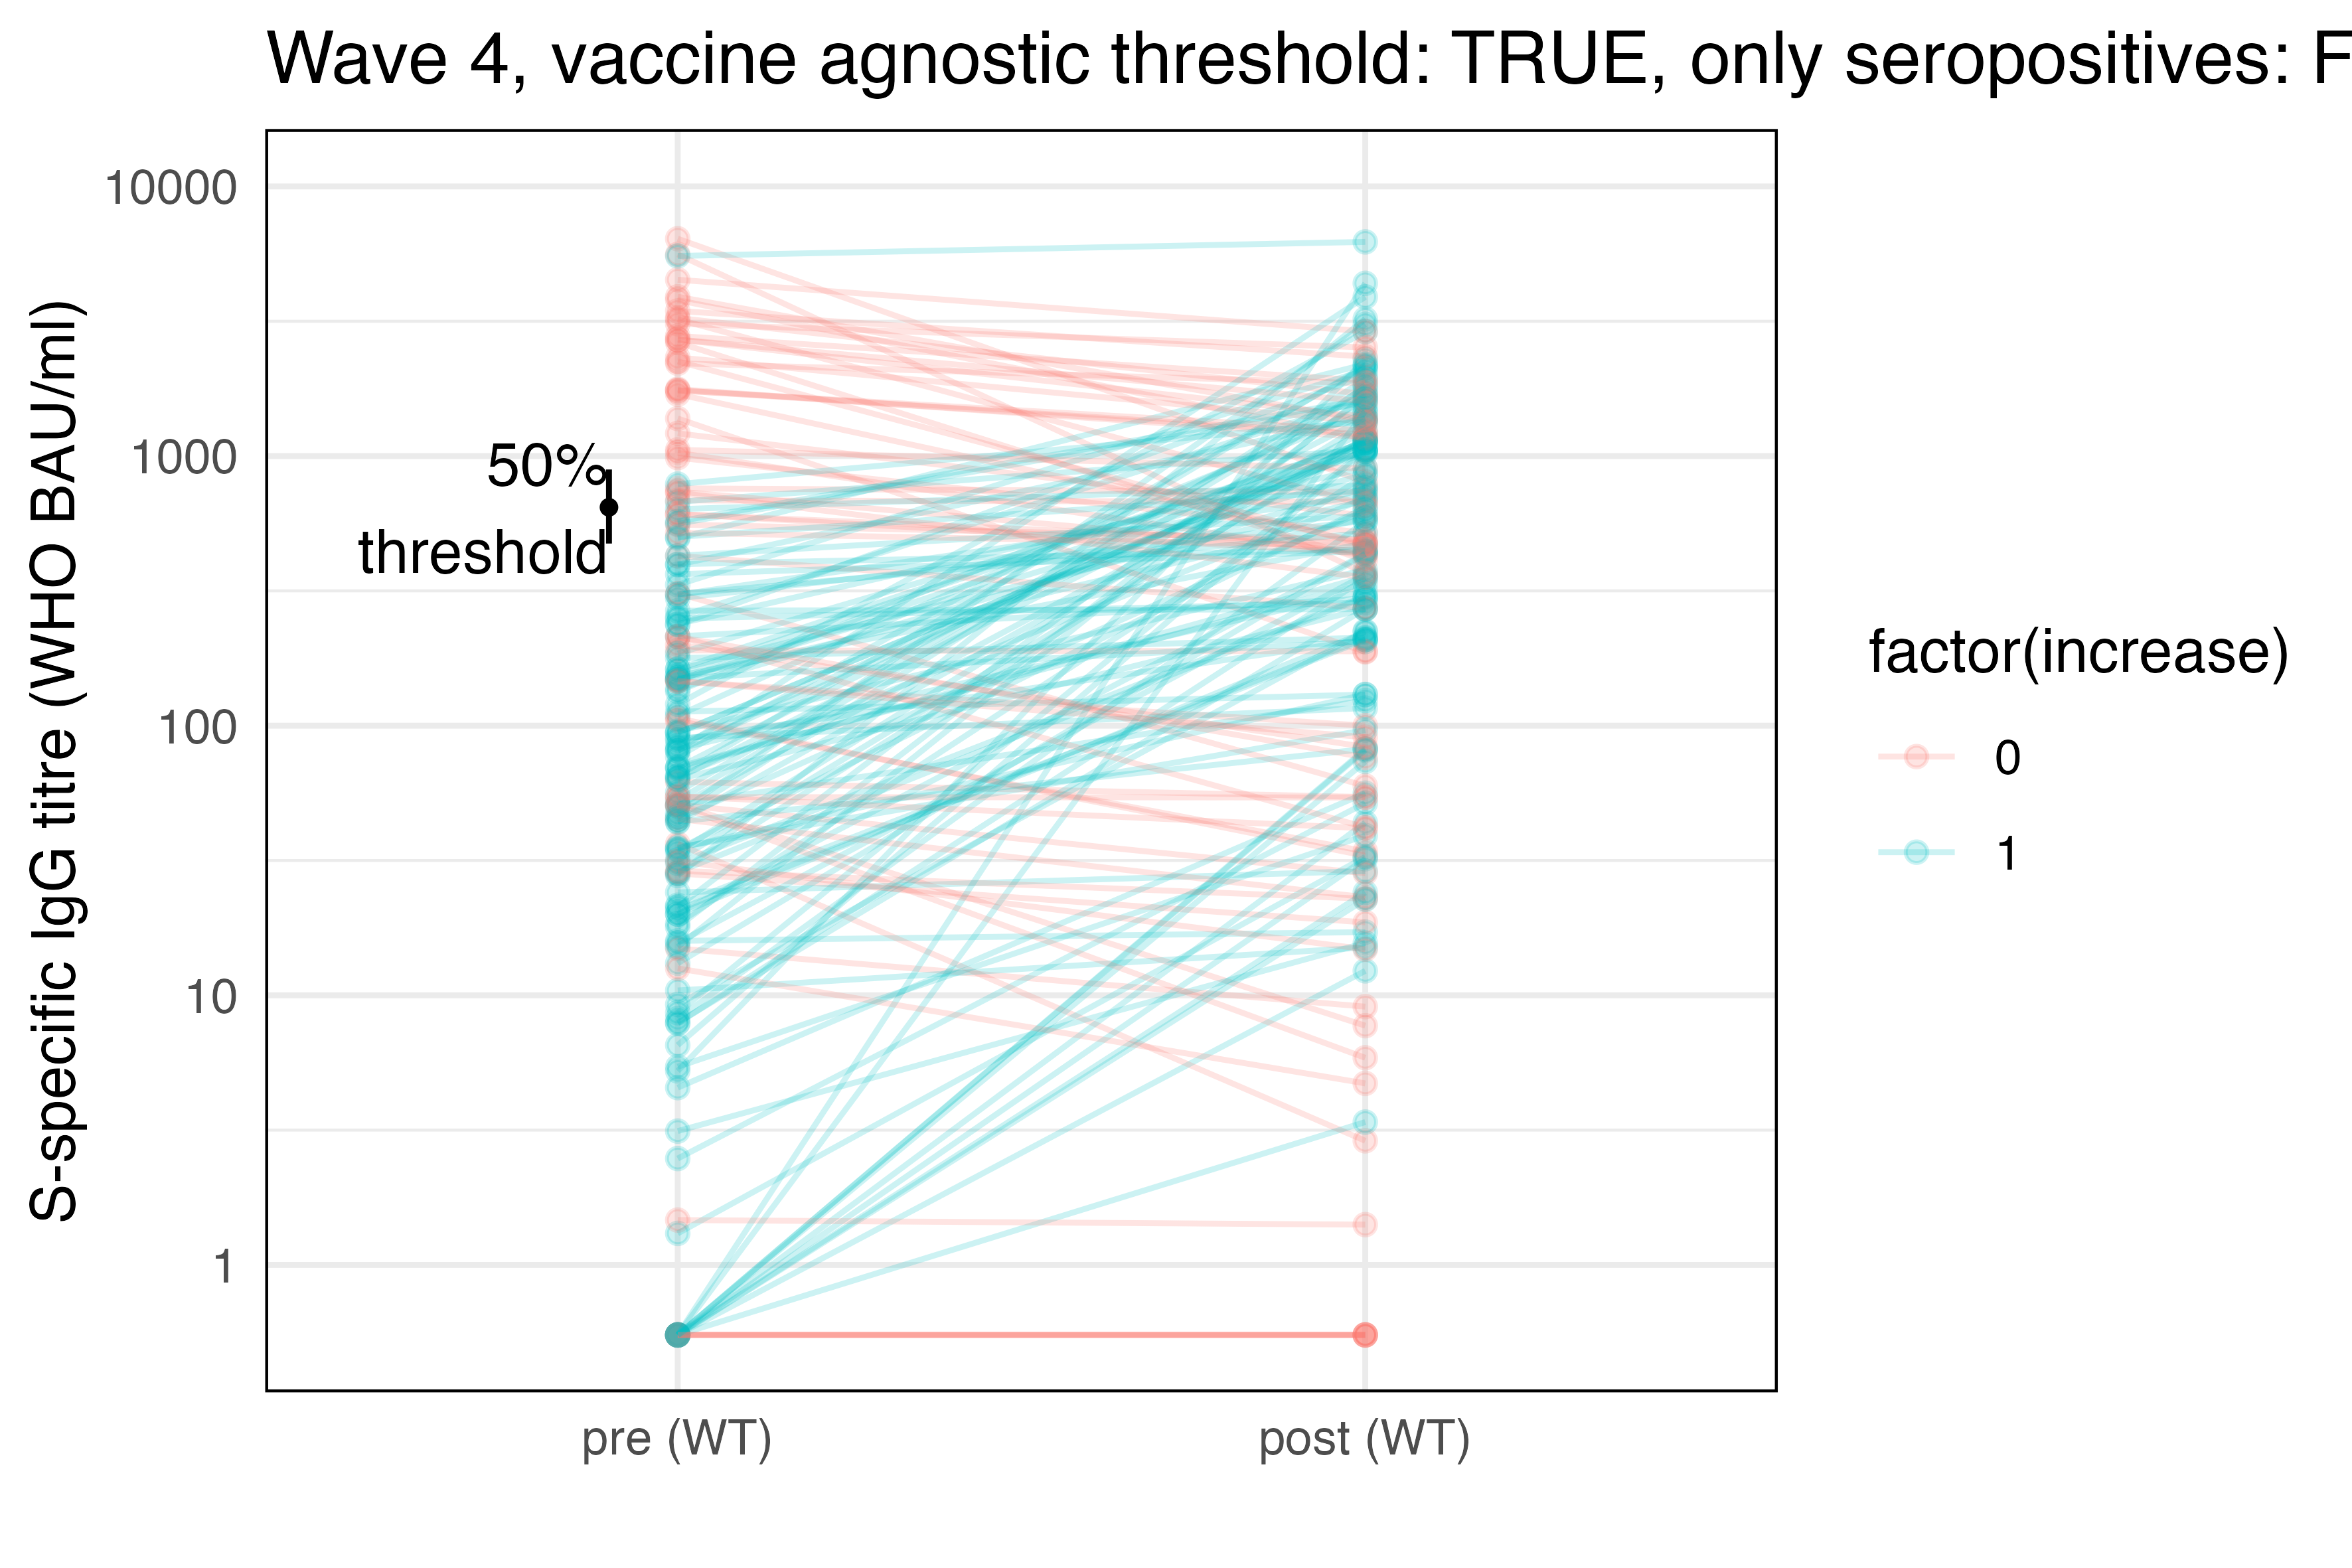 Wave 4, vaccine agnostic threshold: TRUE, only seropositives: F
S-specific IgG titre (WHO BAU/ml)
10000
1000
100
10
1
50%
threshold
pre (WT)
post (WT)
factor(increase)
0
1